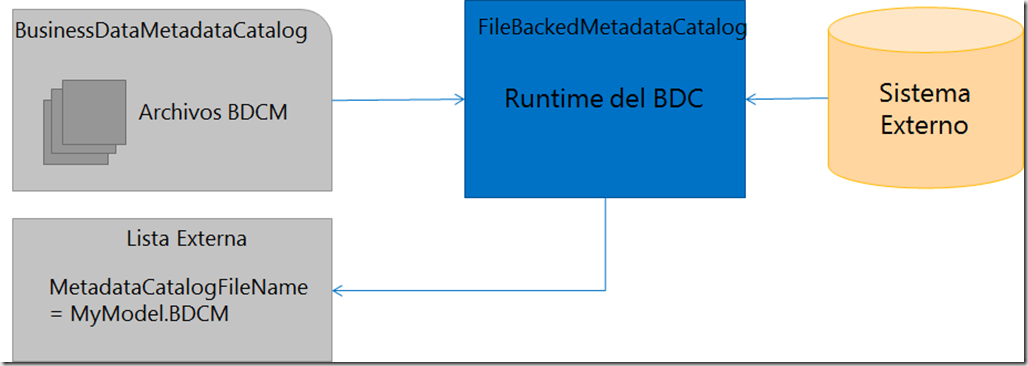 BusinessDataMetadataCatalog
Archivos BDCM
FileBackedMetadataCatalog
Runtime del BDC
Sistema
Externo
Lista Externa
MetadataCatalogFileName
= MyModel.BDCM